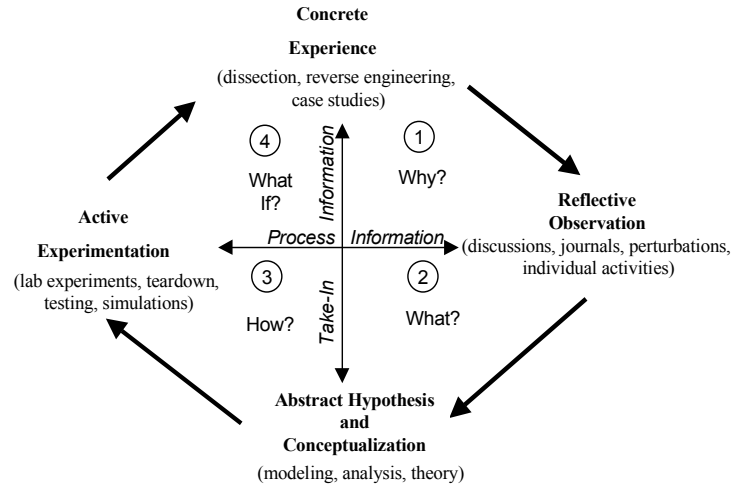 Concrete
Experience
(dissection, reverse engineering,
case studies)
4
What
If?
1
Why?
Information
Take-In
Process Information
Active
Experimentation
(lab experiments, teardown,
testing, simulations)
Reflective
Observation
(discussions, journals, perturbations,
individual activities)
3
How?
2
What?
Abstract Hypothesis
and
Conceptualization
(modeling, analysis, theory)